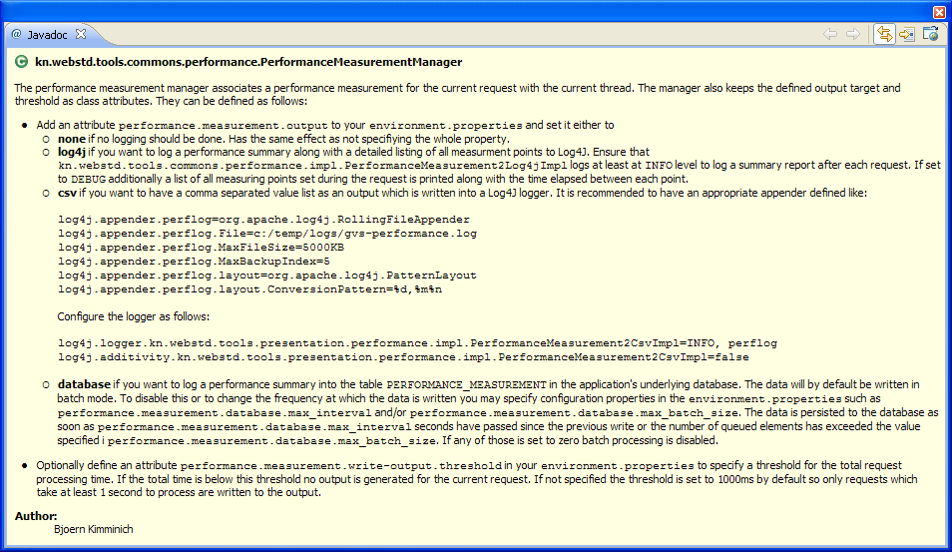 @ Javadoc
kn.webstd.tools.commons.performance.PerformanceMeasurementManager
The performance measurement manager associates a performance measurement for the current request with the current thread. The manager also keeps the defined output target and
threshold as class attributes. They can be defined as follows:
Add an attribute performance.measurement.output to your environment.properties and set it either to
none if no logging should be done. Has the same effect as not specifying the whole property.
log4j if you want to log a performance summary along with a detailed listing of all measurment points to Log4J. Ensure that
kn.webstd.tools.commons.performance.impl.PerformanceMeasurement2Log4jImpl logs at least at INFO level to log a summary report after each request. If set
to DEBUG additionally a list of all measuring points set during the request is printed along with the time elapsed between each point.
csv if you want to have a comma separated value list as an output which is written into a Log4J logger. It is recommended to have an appropriate appender defined like:
log4j.appender.perflog=org.apache.log4j.RollingFileAppender
log4j.appender.perflog.File=c:/temp/logs/gvs-performance.log
log4j.appender.perflog.MaxFileSize=5000KB
log4j.appender.perflog.MaxBackupIndex=5
log4j.appender.perflog.layout=org.apache.log4j.PatternLayout
log4j.appender.perflog.layout.ConversionPattern=%d,%m%n
Configure the logger as follows:
log4j.logger.kn.webstd.tools.presentation.performance.impl.PerformanceMeasurement2CsvImpl=INFO, perflog
log4j.additivity.kn.webstd.tools.presentation.performance.impl.PerformanceMeasurement2CsvImpl=false
database if you want to log a performance summary into the table PERFORMANCE_MEASUREMENT in the application's underlying database. The data will by default be written in
batch mode. To disable this or to change the frequency at which the data is written you may specify configuration properties in the environment.properties such as
performance.measurement.database.max_interval and/or performance.measurement.database.max_batch_size. The data is persisted to the database as
soon as performance.measurement.database.max_interval seconds have passed since the previous write or the number of queued elements has exceeded the value
specified i performance.measurement.database.max_batch_size. If any of those is set to zero batch processing is disabled.
Optionally define an attribute performance.measurement.write-output.threshold in your environment.properties to specify a threshold for the total request
processing time. If the total time is below this threshold no output is generated for the current request. If not specified the threshold is set to 1000ms by default so only requests which
take at least 1 second to process are written to the output.
Author:
Bjoern Kimminich